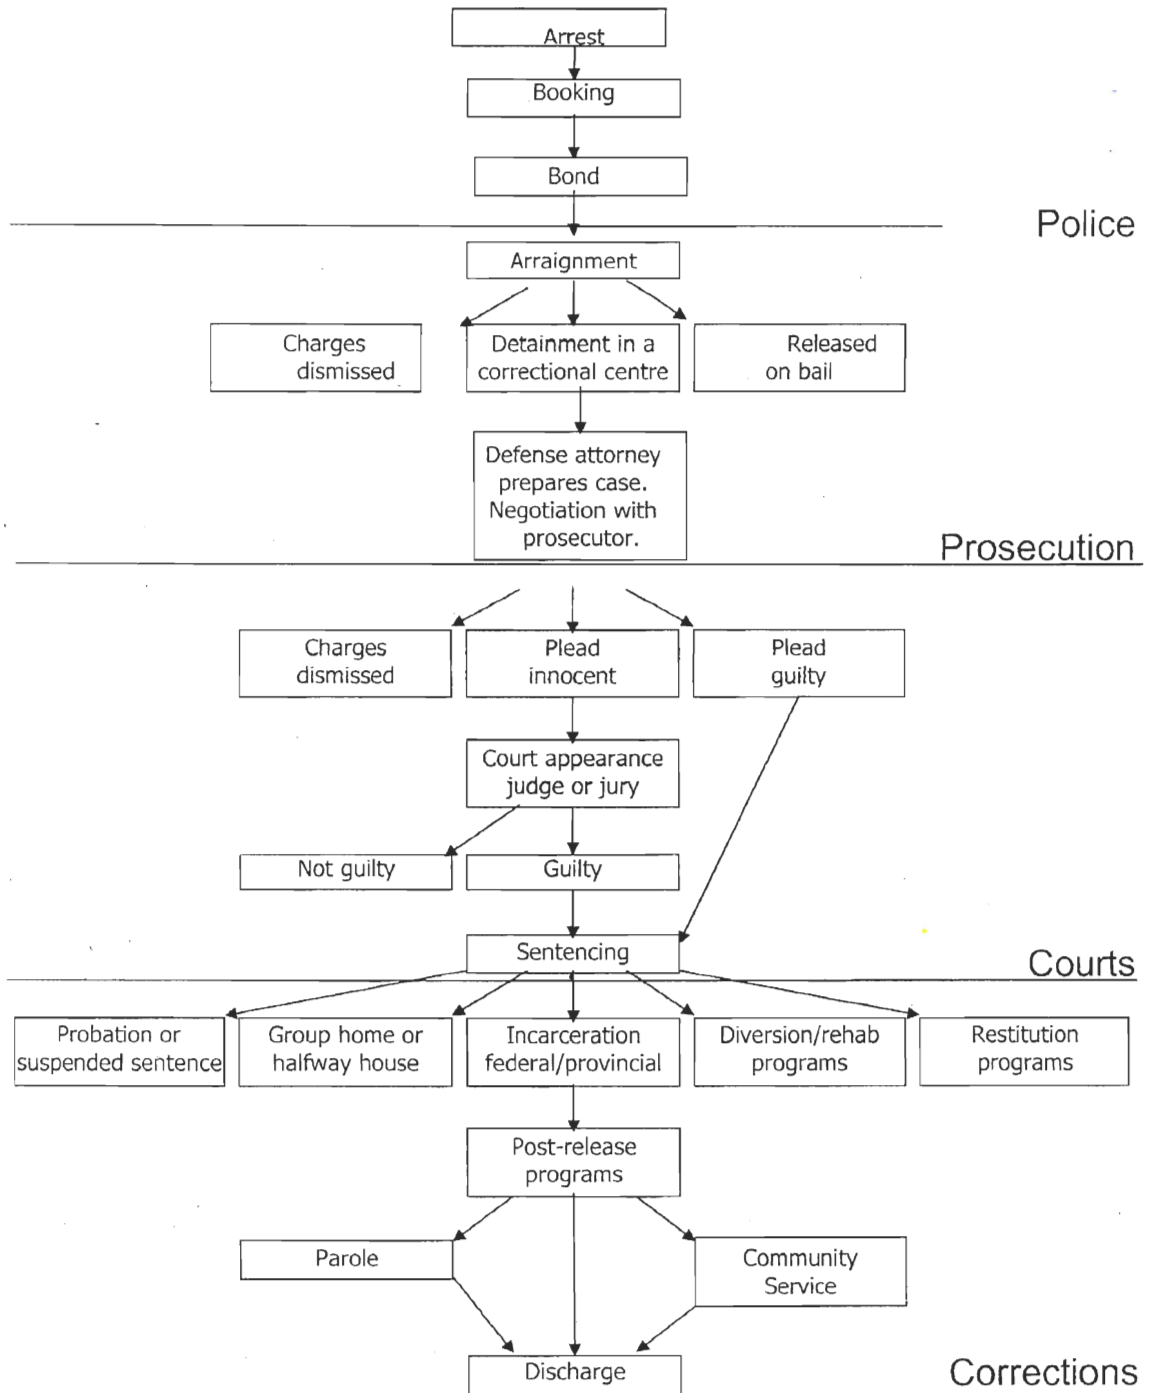 Arrest
Booking
Bond
Police
Arraignment
Charges
dismissed
Detainment in a
correctional centre
Released
on bail
Defense attorney
prepares case.
Negotiation with
prosecutor.
Prosecution
Charges
dismissed
Plead
innocent
Plead
guilty
Court appearance
judge or jury
Not guilty
Guilty
Sentencing
Courts
Probation or
suspended sentence
Group home or
halfway house
Incarceration
federal/provincial
Diversion/rehab
programs
Restitution
programs
Post-release
programs
Parole
Community
Service
Discharge
Corrections